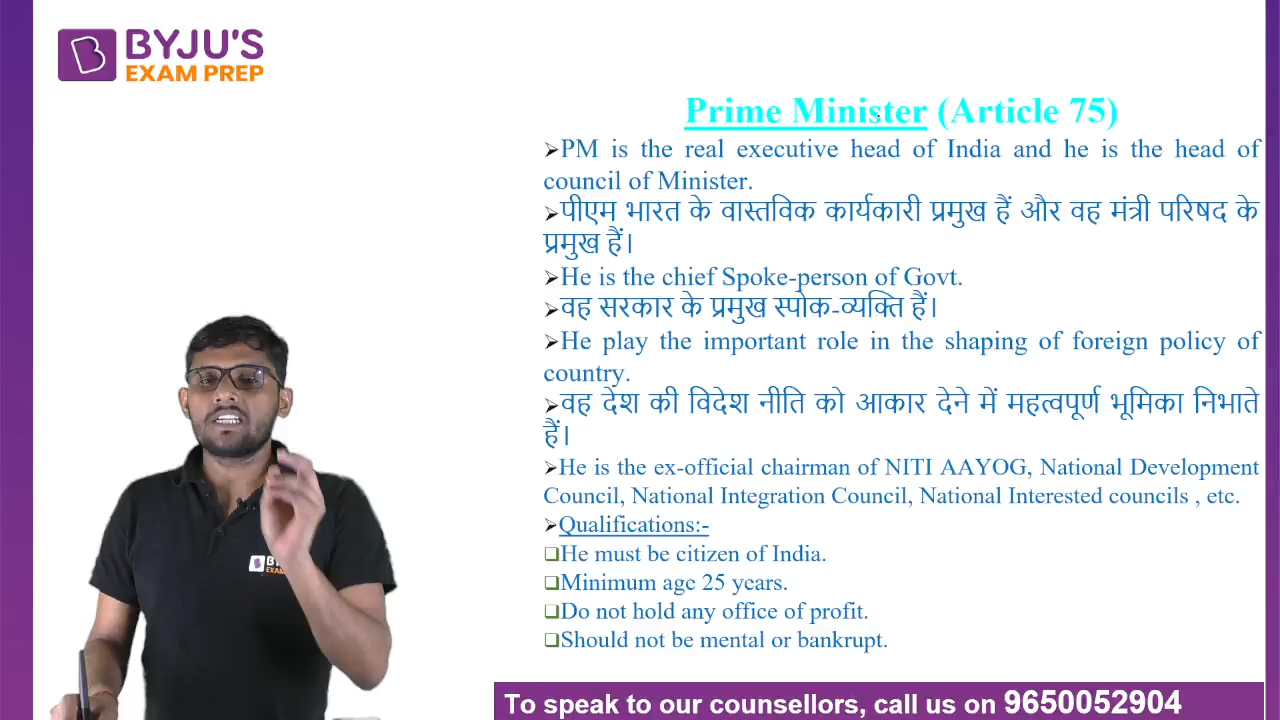 BYJU'S
EXAM PREP
Prime Minister (Article 75)
➢PM is the real executive head of India and he is the head of
council of Minister.
➢पीएम भारत के वास्तविक कार्यकारी प्रमुख हैं और वह मंत्री परिषद के
प्रमुख हैं।
➢He is the chief Spoke-person of Govt.
➢वह सरकार के प्रमुख स्पोक-व्यक्ति हैं।
➢He play the important role in the shaping of foreign policy of
country.
➢वह देश की विदेश नीति को आकार देने में महत्वपूर्ण भूमिका निभाते
हैं।
➢He is the ex-official chairman of NITI AAYOG, National Development
Council, National Integration Council, National Interested councils , etc.
➢Qualifications:-
❑He must be citizen of India.
❑Minimum age 25 years.
❑Do not hold any office of profit.
❑Should not be mental or bankrupt.
To speak to our counsellors, call us on 9650052904